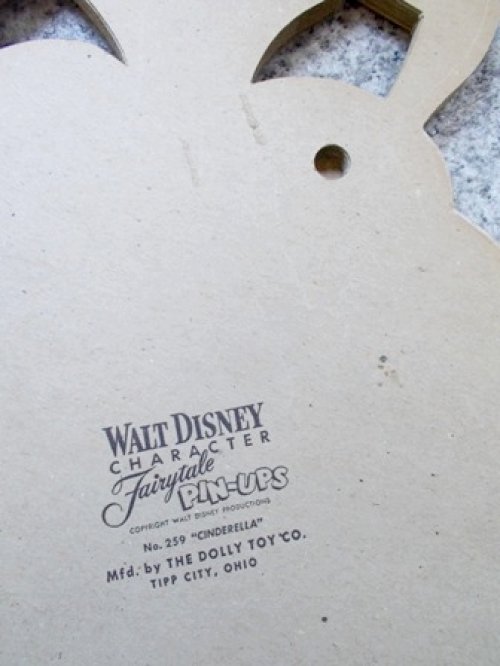 WALT DISNEY
CHARACTER
Fairytale
PIN-UPS
COPYRIGHT WALT DISNEY PRODUCTIONS
No. 259 "CINDERELLA"
Mfd. by THE DOLLY TOY CO.
TIPP CITY, OHIO